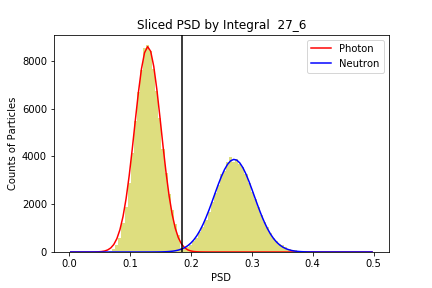 Sliced PSD by Integral  27_6
Photon
Neutron
Counts of Particles
8000
6000
4000
2000
0
0.0 0.1 0.2 0.3 0.4 0.5
PSD